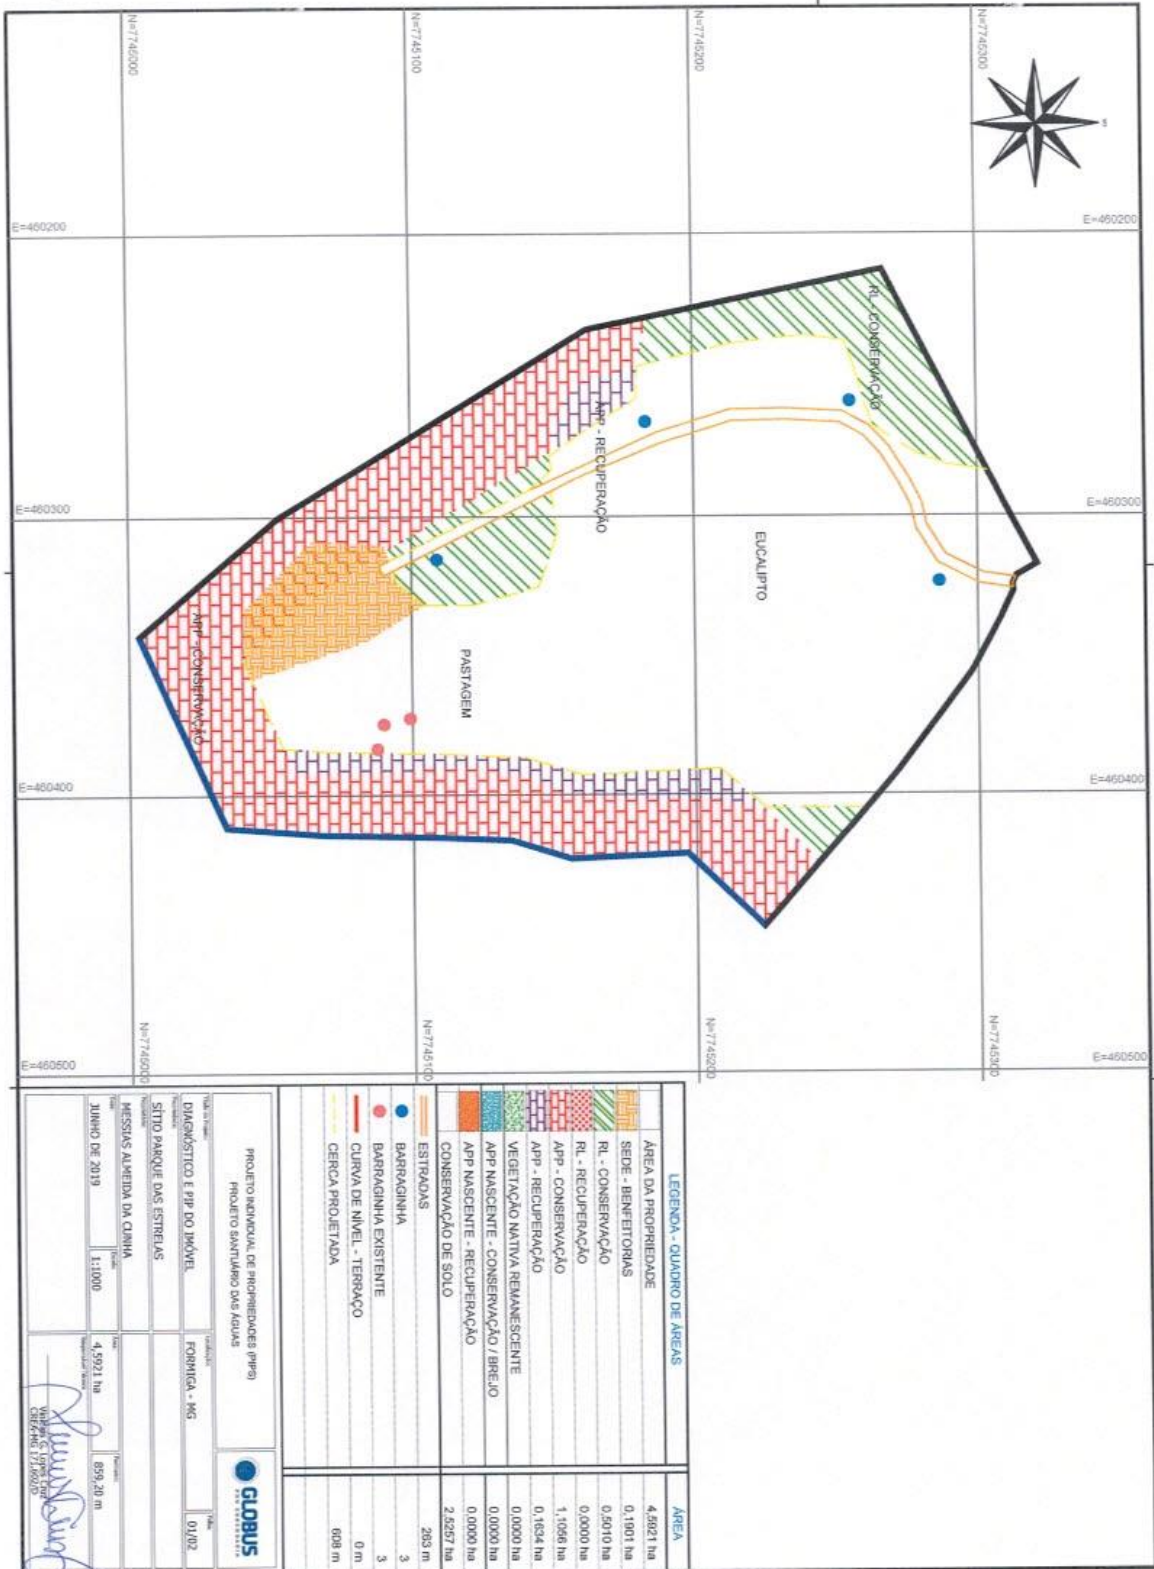 N=7745000
N=7745100
N=7745200
N=7745300
S
E=460200
E=460200
RL - CONSERVAÇÃO
APP - RECUPERAÇÃO
E=460300
E=460300
EUCALIPTO
PASTAGEM
APP - CONSERVAÇÃO
E=460400
E=460400
N=7745000
N=7745100
N=7745200
N=7745300
E=460500
E=460500
LEGENDA - QUADRO DE ÁREAS
ÁREA
ÁREA DA PROPRIEDADE 4,5921 ha
SEDE - BENFEITORIAS 0,1901 ha
RL - CONSERVAÇÃO 0,5010 ha
RL - RECUPERAÇÃO 0,0000 ha
APP - CONSERVAÇÃO 1,1056 ha
APP - RECUPERAÇÃO 0,1634 ha
VEGETAÇÃO NATIVA REMANESCENTE 0,0000 ha
APP NASCENTE - CONSERVAÇÃO / BREJO 0,0000 ha
APP NASCENTE - RECUPERAÇÃO 0,0000 ha
CONSERVAÇÃO DE SOLO 2,5257 ha
ESTRADAS 263 m
BARRAGINHA 3
BARRAGINHA EXISTENTE 3
CURVA DE NÍVEL - TERRAÇO 0 m
CERCA PROJETADA 608 m
PROJETO INDIVIDUAL DE PROPRIEDADES (PIPS)
PROJETO SANTUÁRIO DAS ÁGUAS
GLOBUS
DIAGNÓSTICO E PIP DO IMÓVEL
FORMIGA - MG
01/02
SÍTIO PARQUE DAS ESTRELAS
MESSIAS ALMEIDA DA CUNHA
JUNHO DE 2019
1:1000
4,5921 ha
859,20 m